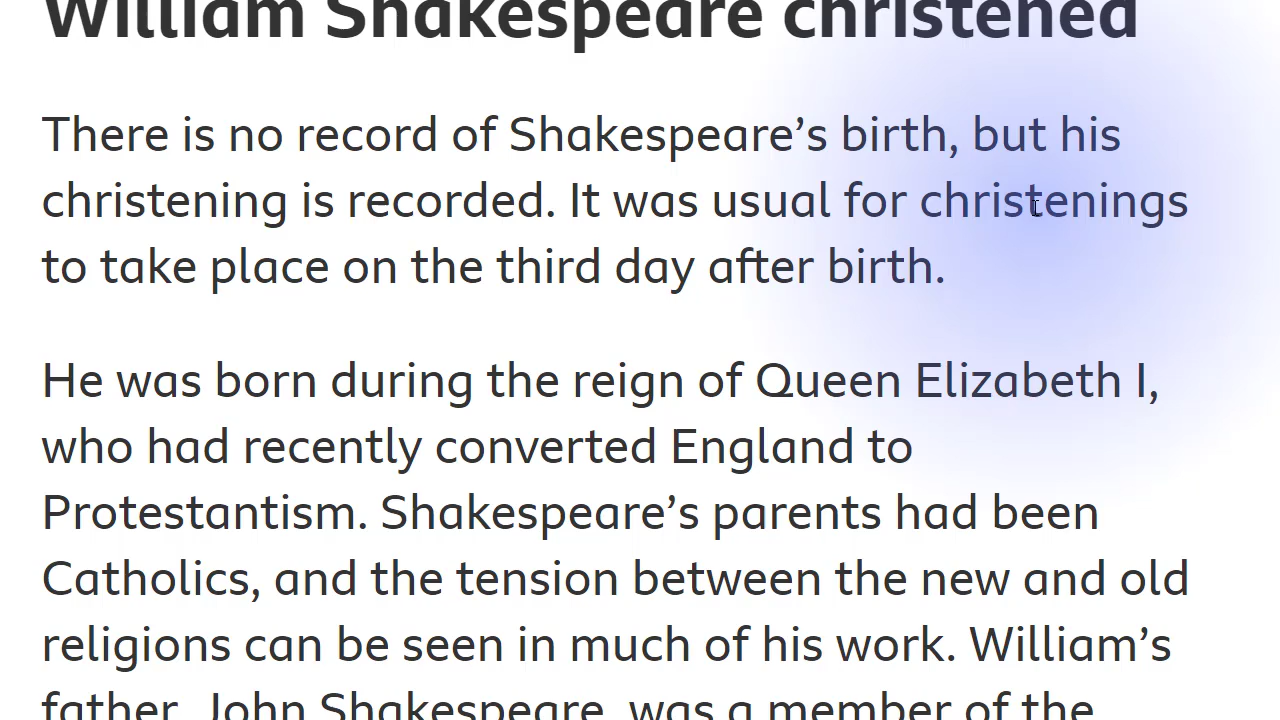 William Shakespeare christened
There is no record of Shakespeare’s birth, but his
christening is recorded. It was usual for christenings
to take place on the third day after birth.
He was born during the reign of Queen Elizabeth I,
who had recently converted England to
Protestantism. Shakespeare’s parents had been
Catholics, and the tension between the new and old
religions can be seen in much of his work. William’s
father, John Shakespeare, was a member of the